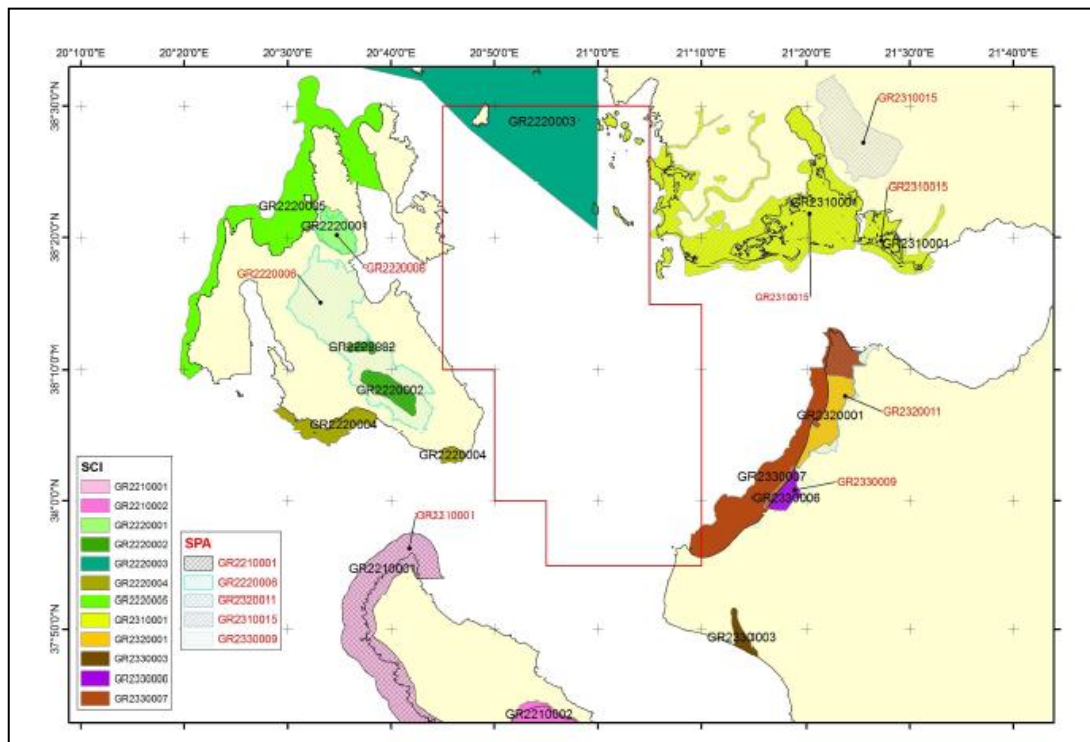 20°10'0"E 20°20'0"E 20°30'0"E 20°40'0"E 20°50'0"E 21°0'0"E 21°10'0"E 21°20'0"E 21°30'0"E 21°40'0"E
38°30'0"N
38°20'0"N
38°10'0"N
38°0'0"N
37°50'0"N
GR2310015
GR2220003
GR2310015
GR2220005
GR2310001
GR2220001
GR2310001
GR2220006
GR2220006
GR2310015
GR2220002
GR2220002
GR2320001
GR2320011
GR2220004
GR2220004
GR2330007
GR2330009
GR2330006
GR2210001
GR2210001
GR2330003
GR2210002
SCI
GR2210001
GR2210002
GR2220001
GR2220002
GR2220003
GR2220004
GR2220005
GR2310001
GR2320001
GR2330003
GR2330006
GR2330007
SPA
GR2210001
GR2220006
GR2320011
GR2310015
GR2330009